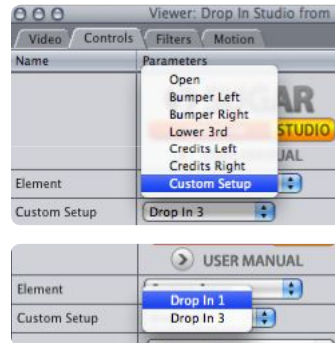 Viewer: Drop In Studio from
Video Controls Filters Motion
Name Parameters
Open
Bumper Left
Bumper Right
Lower 3rd
STUDIO
Credits Left
Credits Right
Element Custom Setup
Custom Setup Drop In 3
USER MANUAL
Element
Drop In 1
Custom Setup Drop In 3